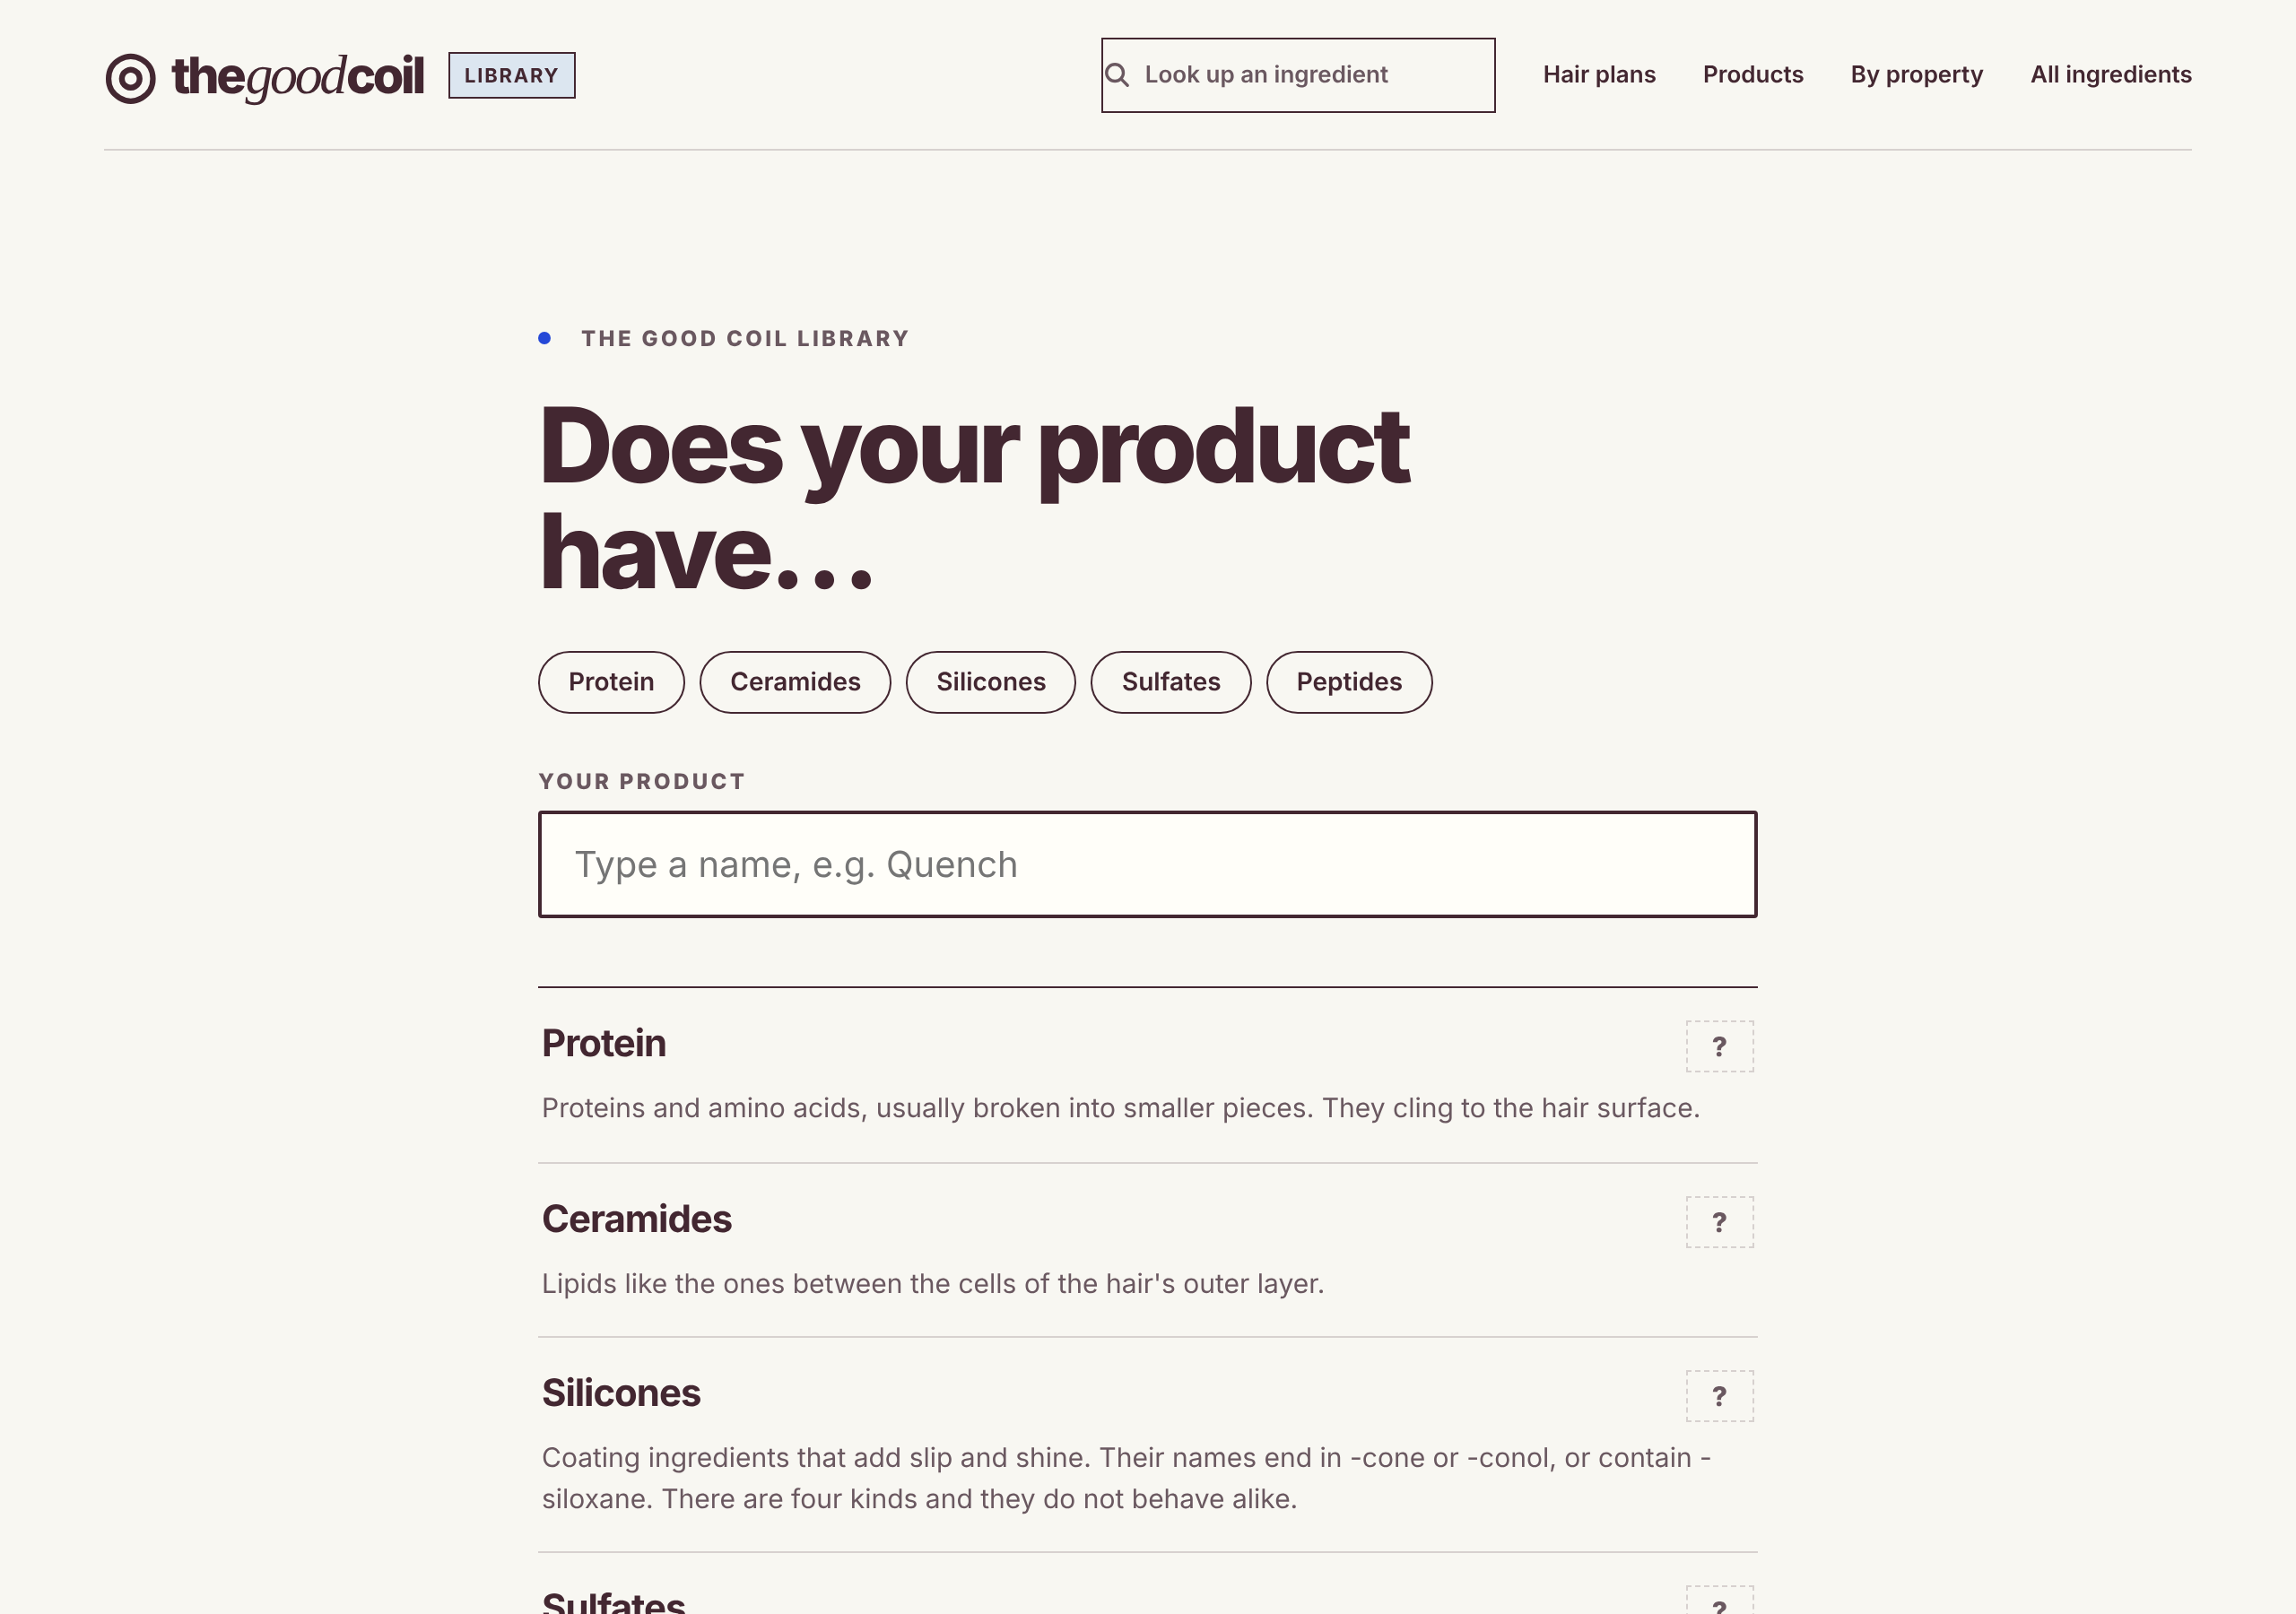 thegoodcoil
LIBRARY
Look up an ingredient
Hair plans
Products
By property
All ingredients
THE GOOD COIL LIBRARY
Does your product
have...
Protein
Ceramides
Silicones
Sulfates
Peptides
YOUR PRODUCT
Type a name, e.g. Quench
Protein
?
Proteins and amino acids, usually broken into smaller pieces. They cling to the hair surface.
Ceramides
?
Lipids like the ones between the cells of the hair's outer layer.
Silicones
?
Coating ingredients that add slip and shine. Their names end in -cone or -conol, or contain -
siloxane. There are four kinds and they do not behave alike.
Sulfates
?